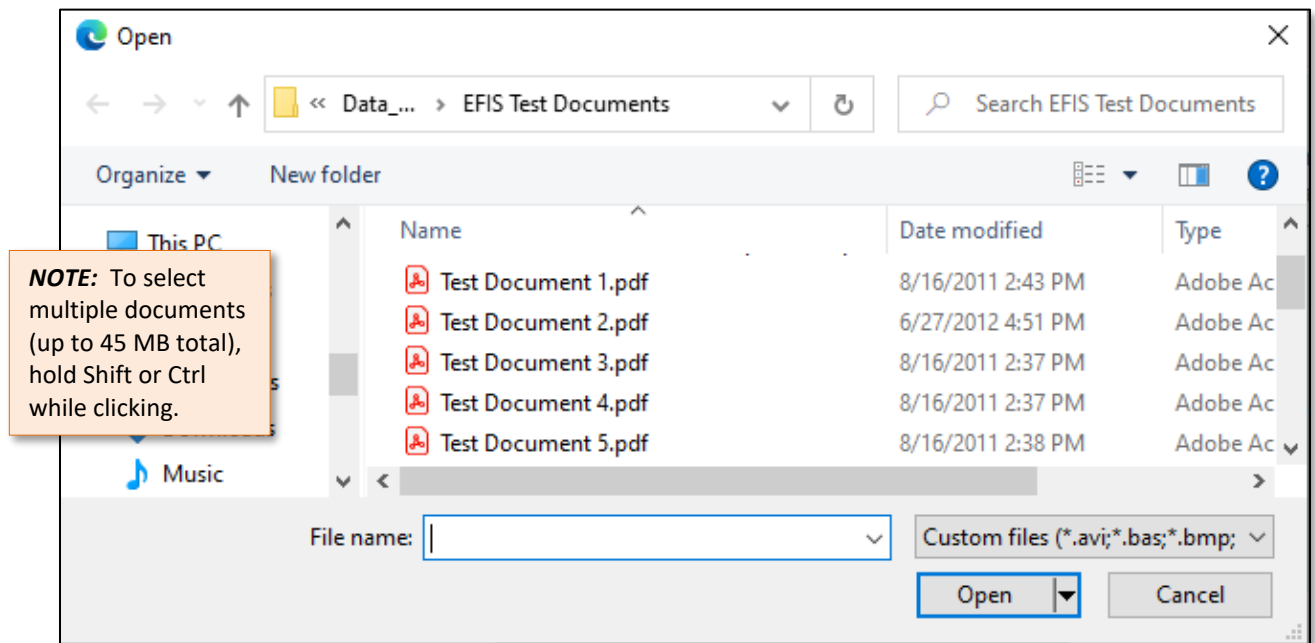 Open
« Data_... › EFIS Test Documents
Search EFIS Test Documents
Organize
New folder
Name
Date modified
Type
This PC
NOTE: To select
multiple documents
(up to 45 MB total),
hold Shift or Ctrl
while clicking.
Test Document 1.pdf 8/16/2011 2:43 PM Adobe Ac
Test Document 2.pdf 6/27/2012 4:51 PM Adobe Ac
Test Document 3.pdf 8/16/2011 2:37 PM Adobe Ac
Test Document 4.pdf 8/16/2011 2:37 PM Adobe Ac
Test Document 5.pdf 8/16/2011 2:38 PM Adobe Ac
Music
File name:
Custom files (*.avi;*.bas;*.bmp;
Open
Cancel